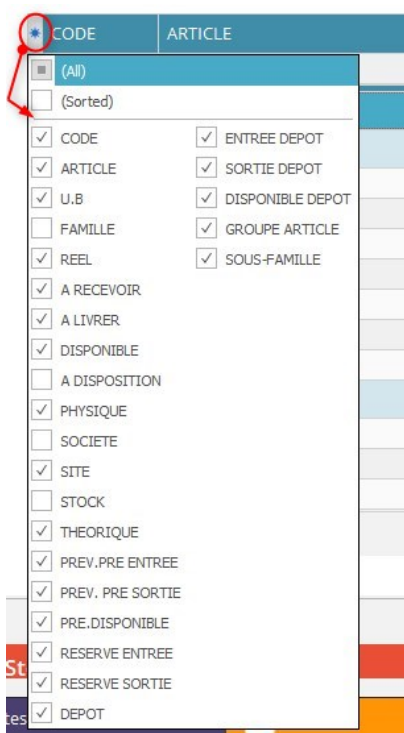 CODE ARTICLE
(All)
(Sorted)
CODE
ARTICLE
U.B
FAMILLE
REEL
A RECEVOIR
A LIVRER
DISPONIBLE
A DISPOSITION
PHYSIQUE
SOCIETE
SITE
STOCK
THEORIQUE
PREV.PRE ENTREE
PREV. PRE SORTIE
PRE.DISPONIBLE
RESERVE ENTREE
RESERVE SORTIE
DEPOT
ENTREE DEPOT
SORTIE DEPOT
DISPONIBLE DEPOT
GROUPE ARTICLE
SOUS-FAMILLE
St
tes